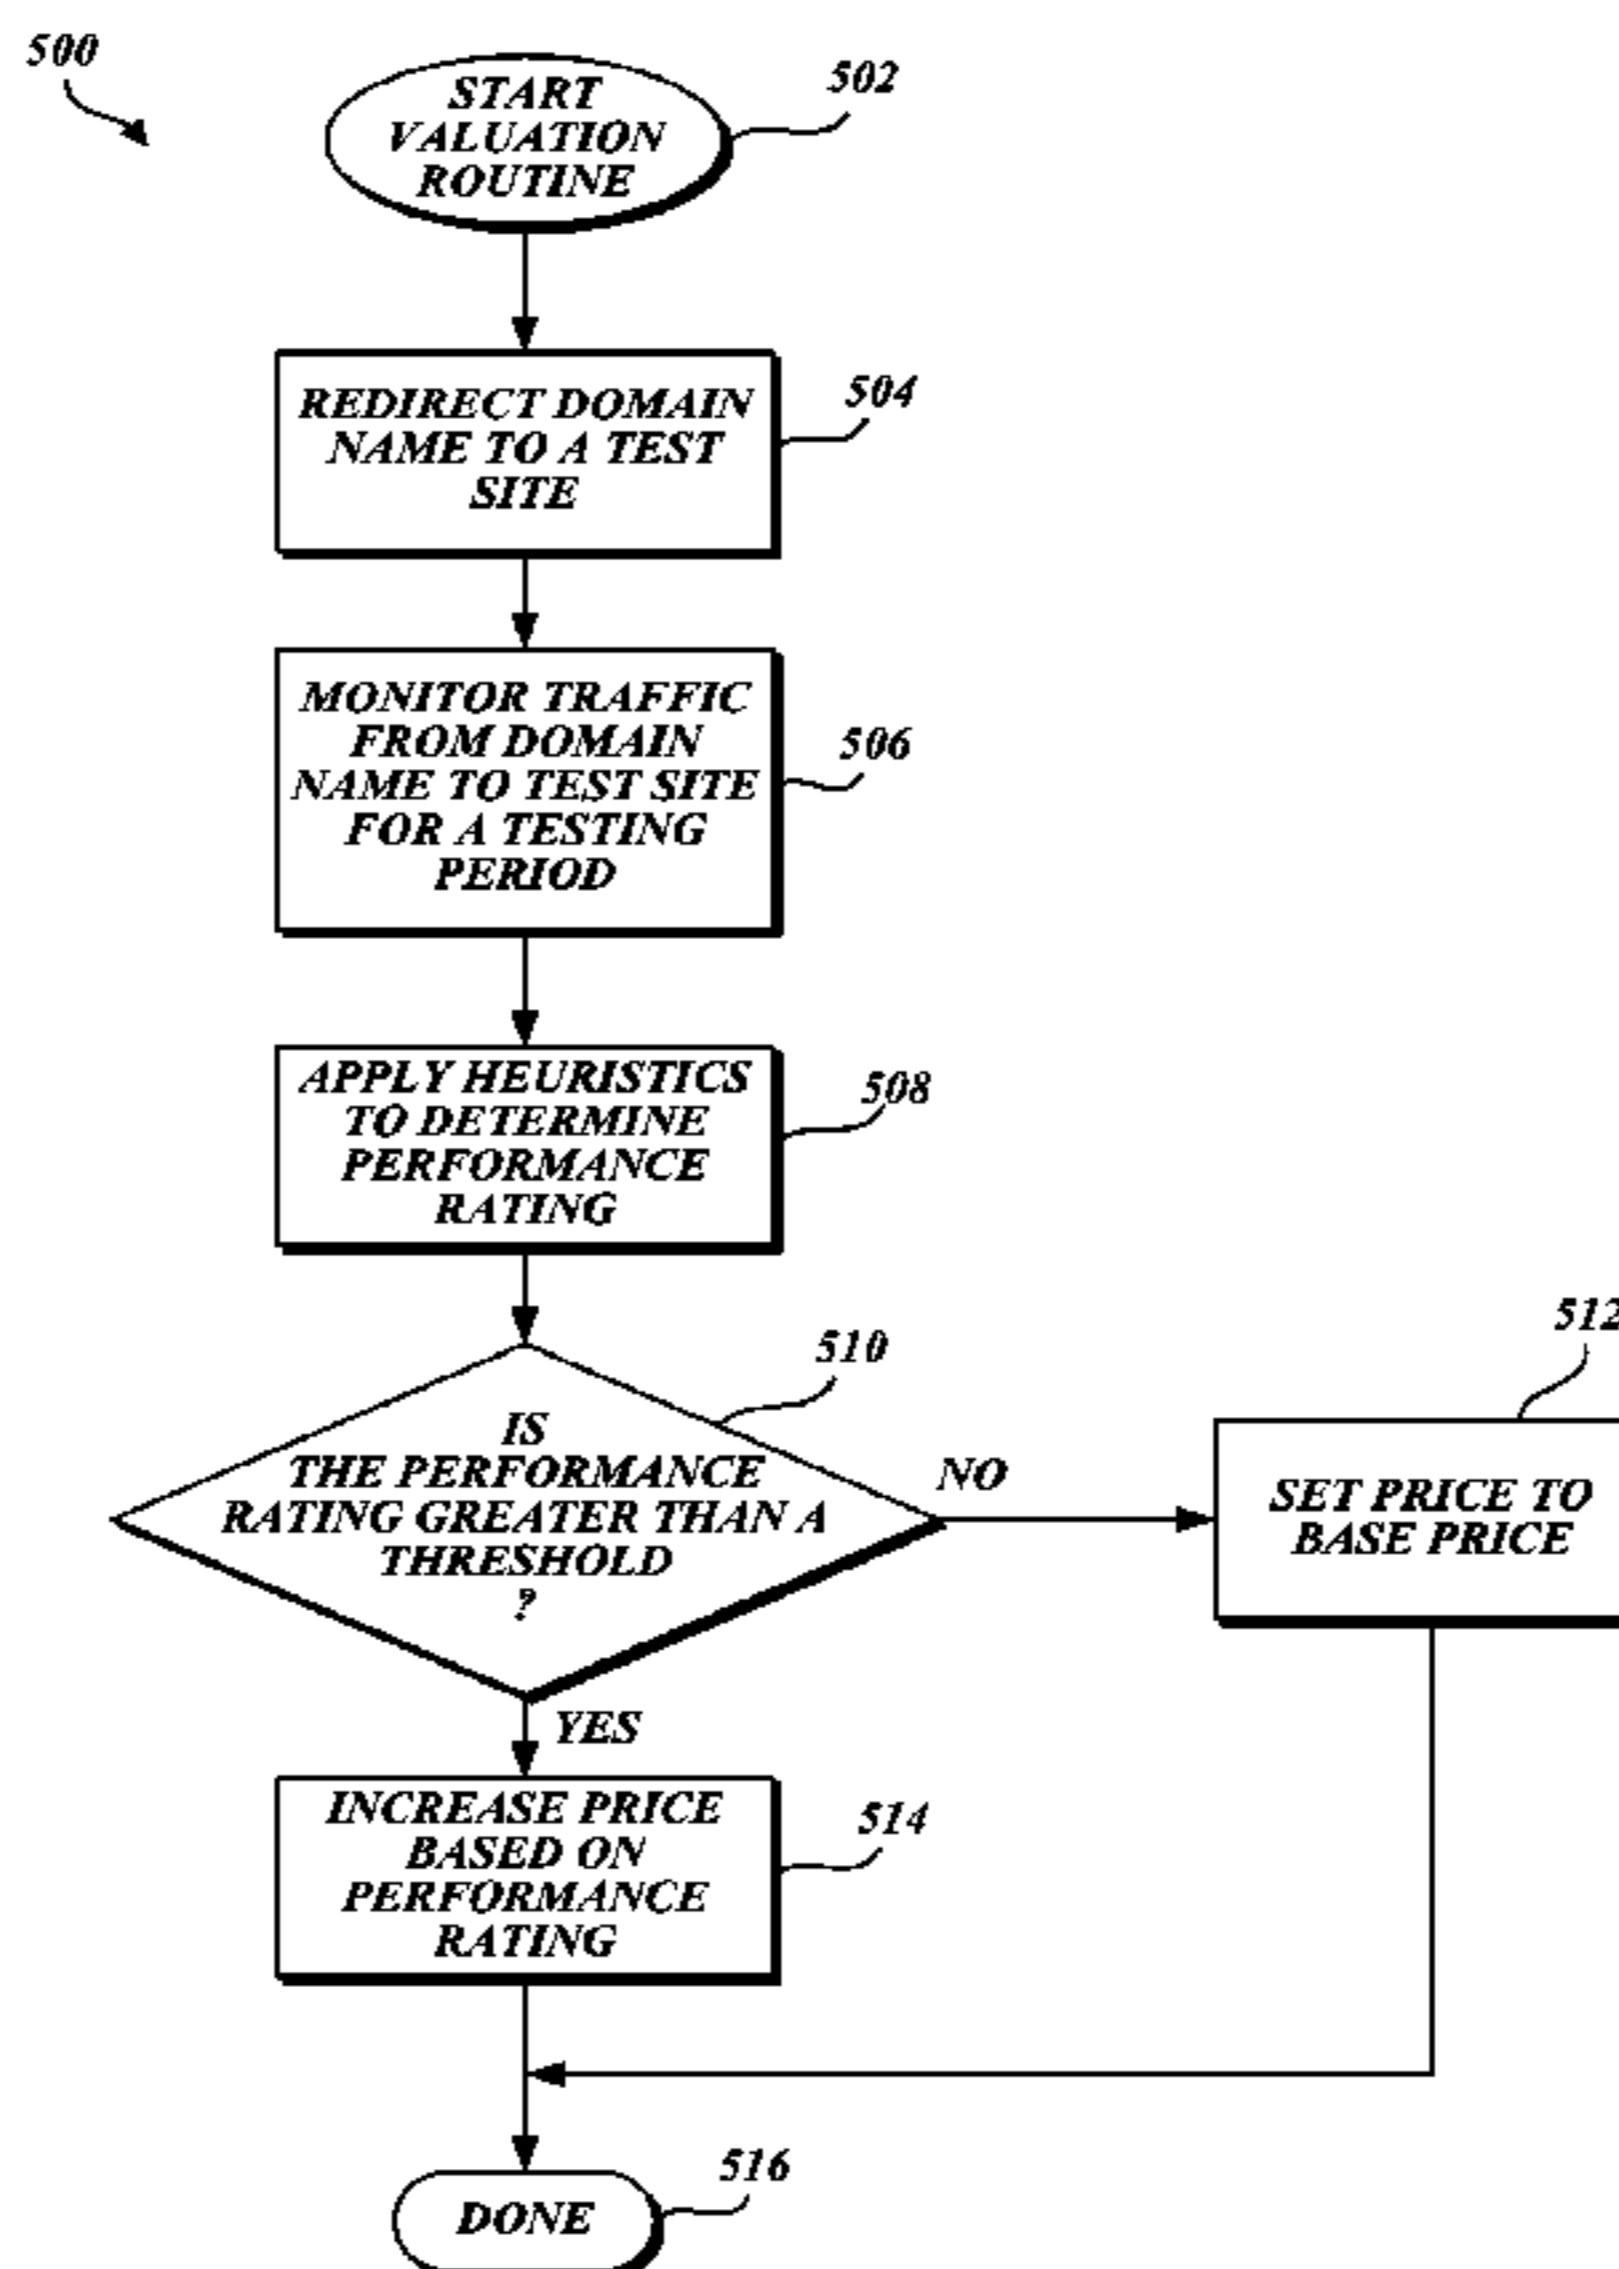 500
START
VALUATION
ROUTINE
502
REDIRECT DOMAIN
NAME TO A TEST
SITE
504
MONITOR TRAFFIC
FROM DOMAIN
NAME TO TEST SITE
FOR A TESTING
PERIOD
506
APPLY HEURISTICS
TO DETERMINE
PERFORMANCE
RATING
508
IS
THE PERFORMANCE
RATING GREATER THAN A
THRESHOLD
?
510
NO
SET PRICE TO
BASE PRICE
512
YES
INCREASE PRICE
BASED ON
PERFORMANCE
RATING
514
DONE
516